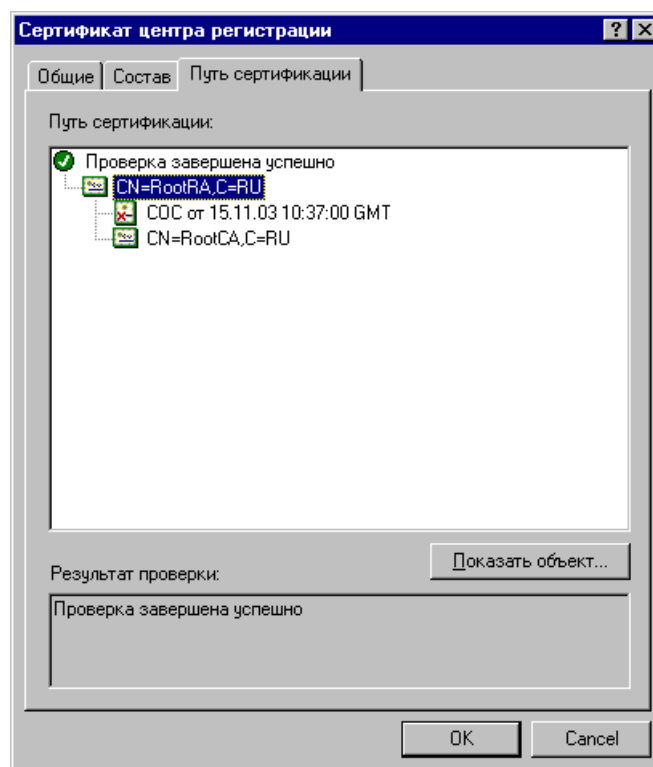 Сертификат центра регистрации
Общие Состав Путь сертификации
Путь сертификации:
Проверка завершена успешно
CN=RootRA,C=RU
СОС от 15.11.03 10:37:00 GMT
CN=RootCA,C=RU
Показать объект...
Результат проверки:
Проверка завершена успешно
OK Cancel